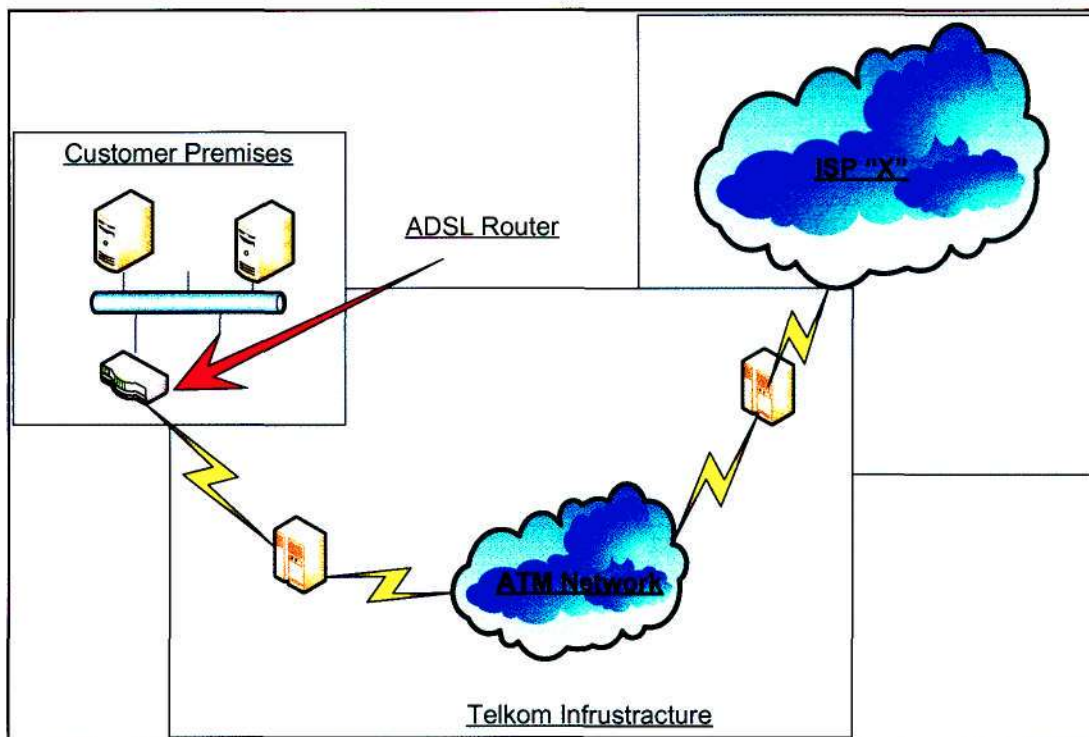 ISP "X"
Customer Premises
ADSL Router
ATM Network
Telkom Infrustracture